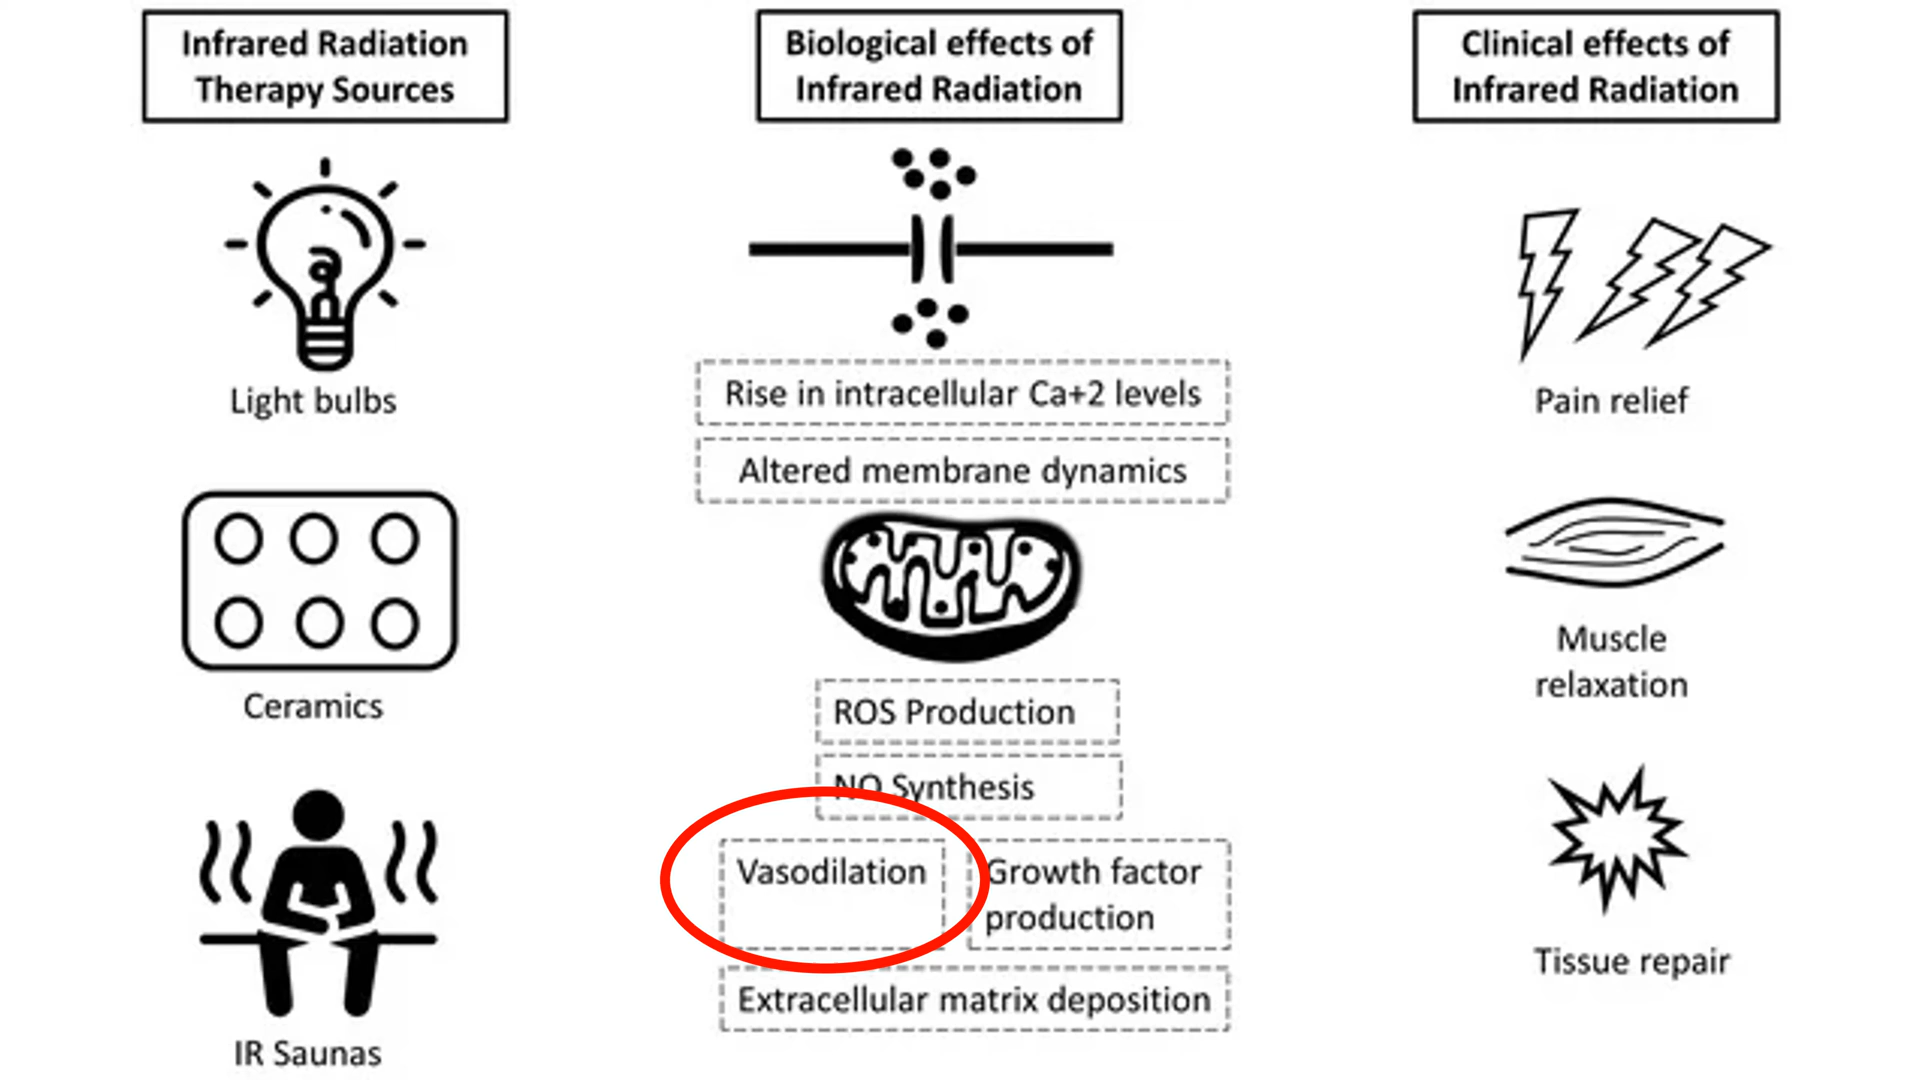 Infrared Radiation
Therapy Sources
Light bulbs
Ceramics
IR Saunas
Biological effects of
Infrared Radiation
Rise in intracellular Ca+2 levels
Altered membrane dynamics
ROS Production
NO Synthesis
Vasodilation
Growth factor
production
Extracellular matrix deposition
Clinical effects of
Infrared Radiation
Pain relief
Muscle
relaxation
Tissue repair